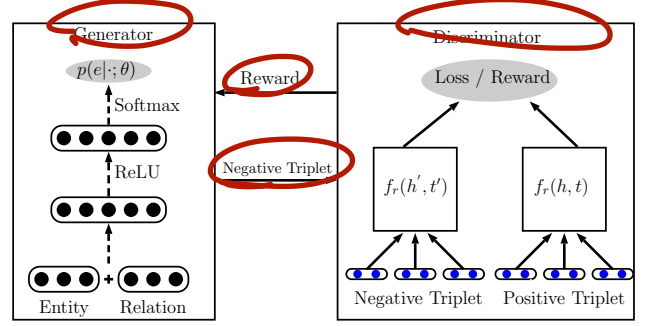 Generator
p(e|·;θ)
Softmax
ReLU
+
Entity
Relation
Reward
Negative Triplet
Discriminator
Loss / Reward
f_r(h′, t′)
f_r(h, t)
Negative Triplet
Positive Triplet